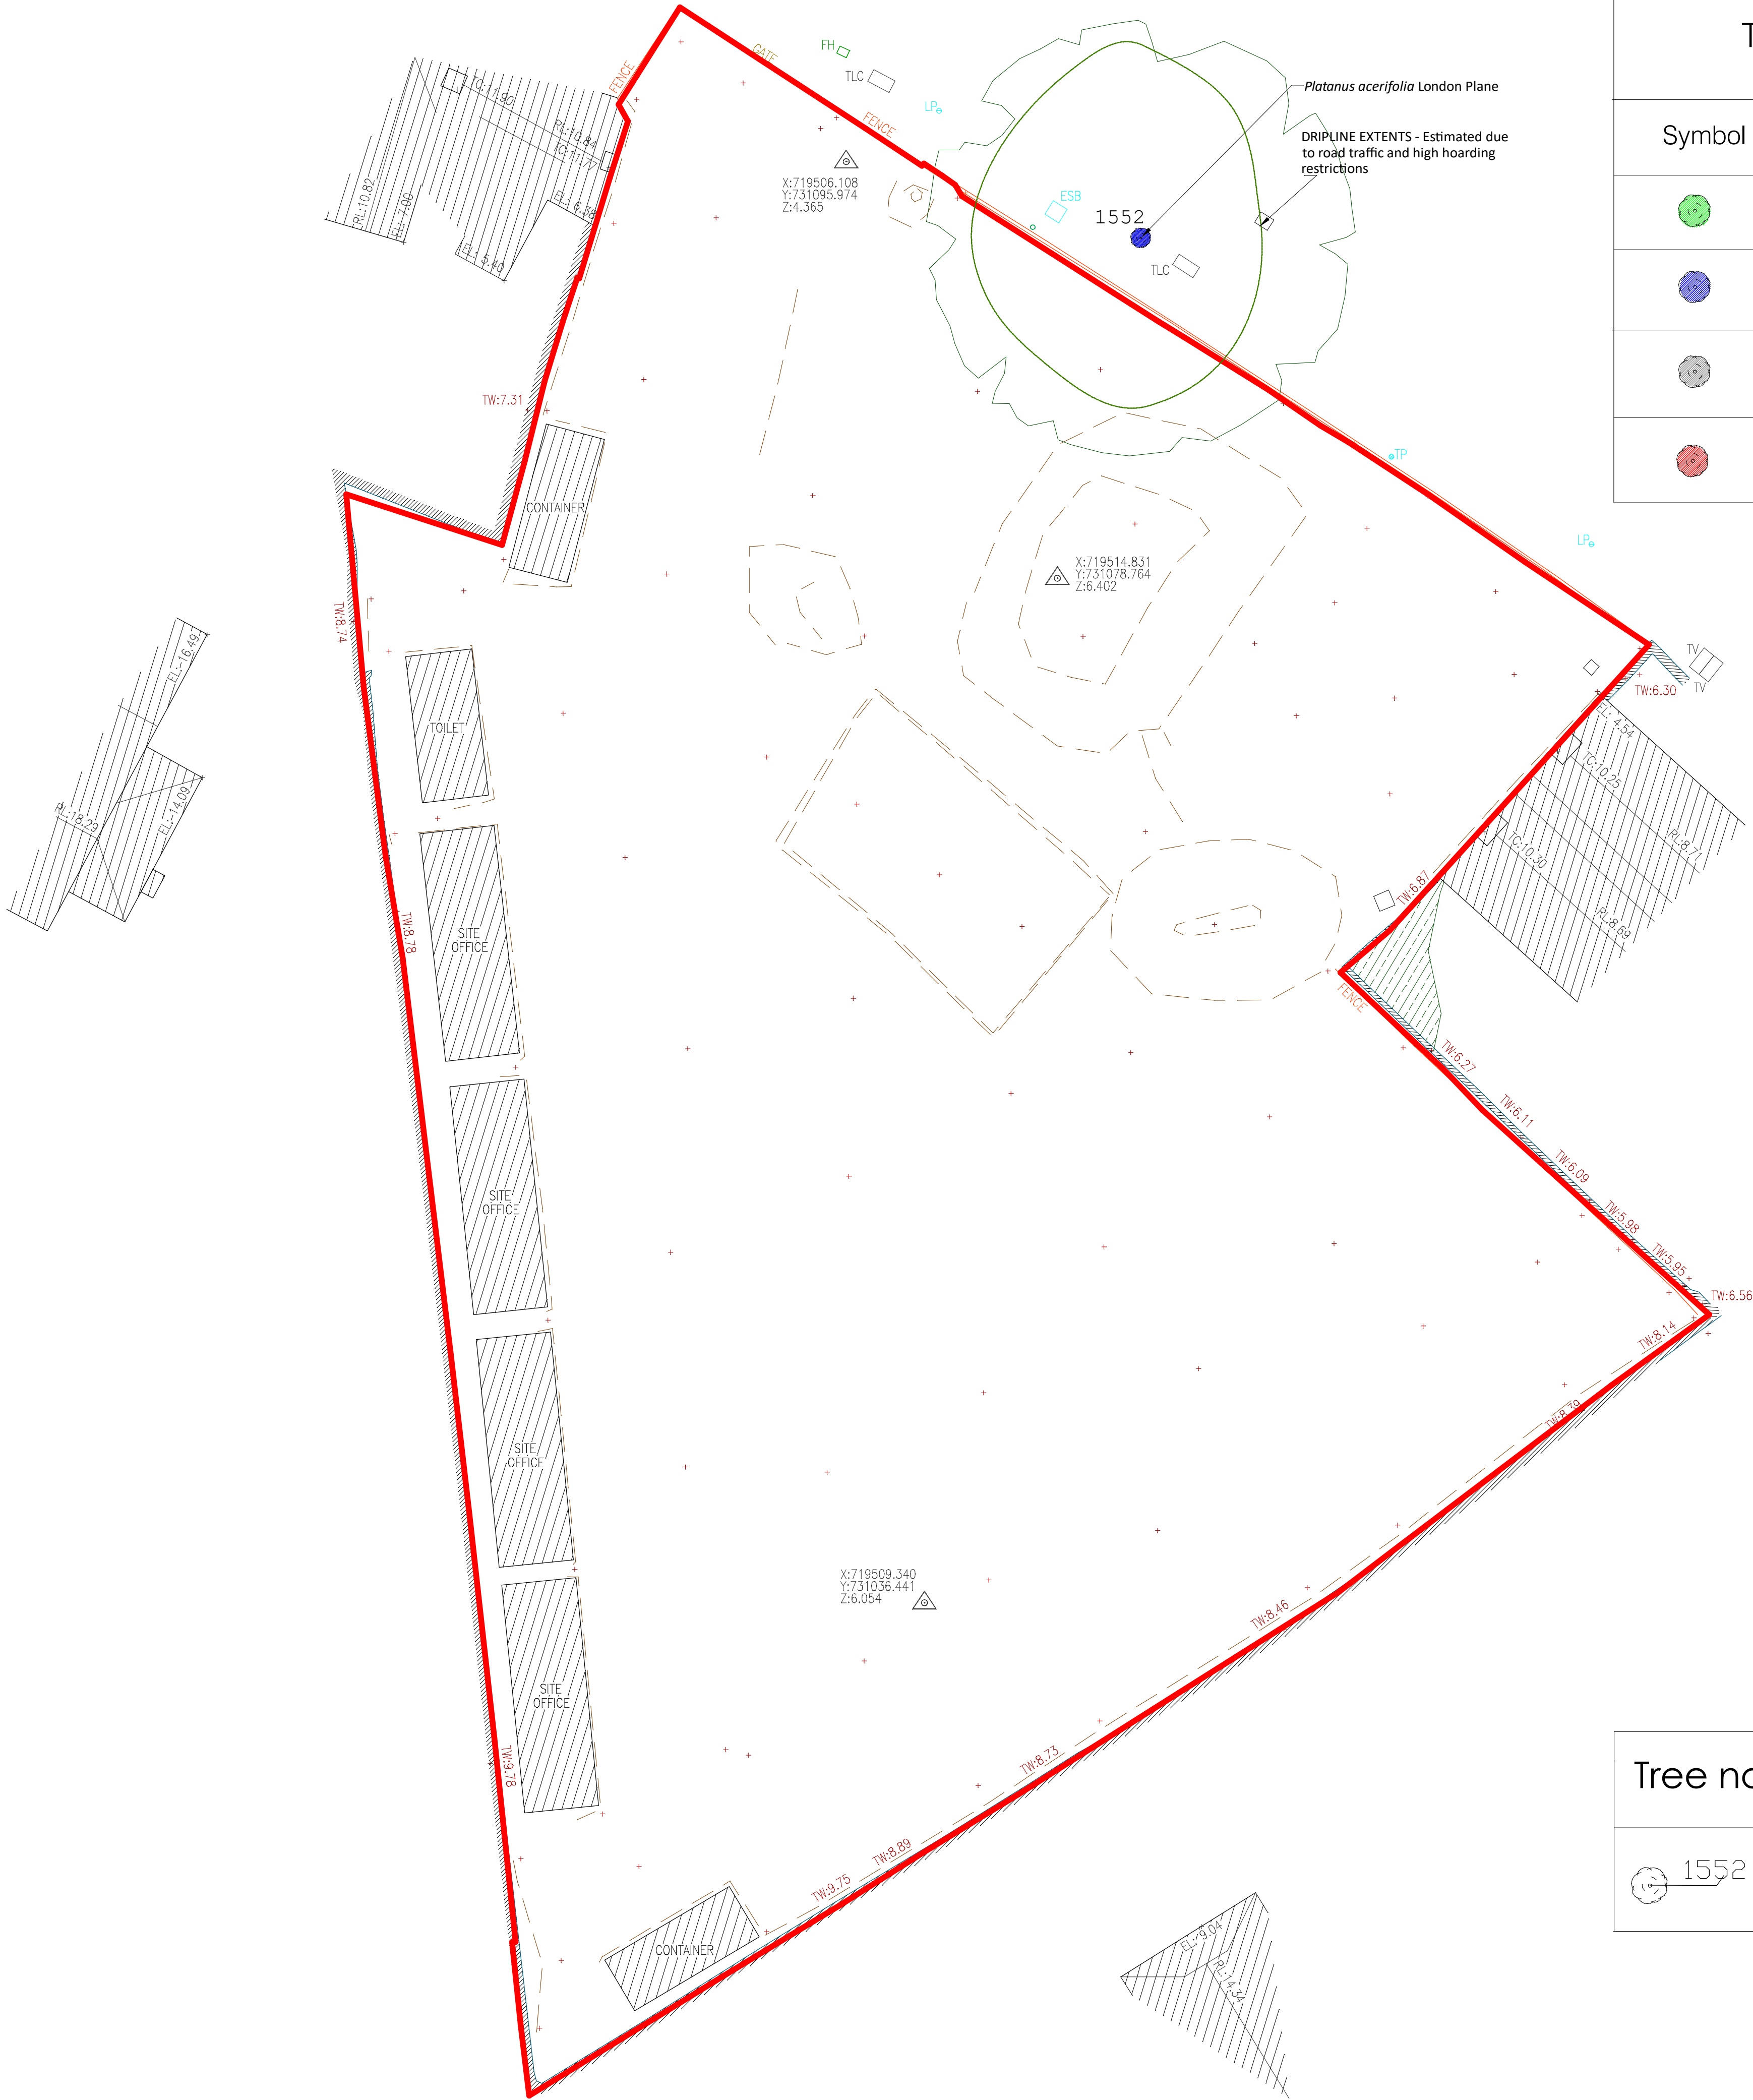 GATE
FENCE
FH
TLC
LP
FENCE
X:719506.108
Y:731095.974
Z:4.365
TC:11.90
RL:10.84
TC:11.77
RL:10.82
EL: 7.00
EL: 6.38
EL: 5.40
Platanus acerifolia London Plane
DRIPLINE EXTENTS - Estimated due
to road traffic and high hoarding
restrictions
ESB
1552
TLC
T
Symbol
TW:7.31
CONTAINER
TP
LP
X:719514.831
Y:731078.764
Z:6.402
TW:8.74
TOILET
TV
TV
TW:6.30
EL: 4.54
TC:10.25
RL:8.71
TC:10.30
RL:8.69
TW:6.87
FENCE
EL:-16.49
EL:-14.09
RL:18.29
TW:8.78
SITE
OFFICE
TW:6.27
TW:6.11
TW:6.09
TW:5.98
TW:5.95
TW:6.56
TW:8.14
TW:8.39
SITE
OFFICE
SITE
OFFICE
X:719509.340
Y:731036.441
Z:6.054
TW:8.46
SITE
OFFICE
TW:9.78
TW:8.73
TW:8.89
TW:9.75
CONTAINER
EL: 9.04
RL:14.34
Tree no
1552